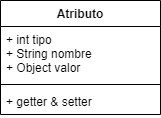 Atributo
+ int tipo
+ String nombre
+ Object valor
+ getter & setter